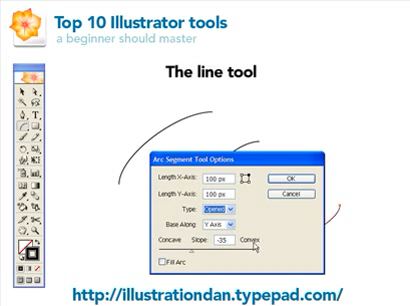 Top 10 Illustrator tools
a beginner should master
The line tool
Arc Segment Tool Options
Length X-Axis: 100 px OK
Length Y-Axis: 100 px Cancel
Type: Opened
Base Along: Y Axis
Concave Slope: -35 Convex
Fill Arc
http://illustrationdan.typepad.com/